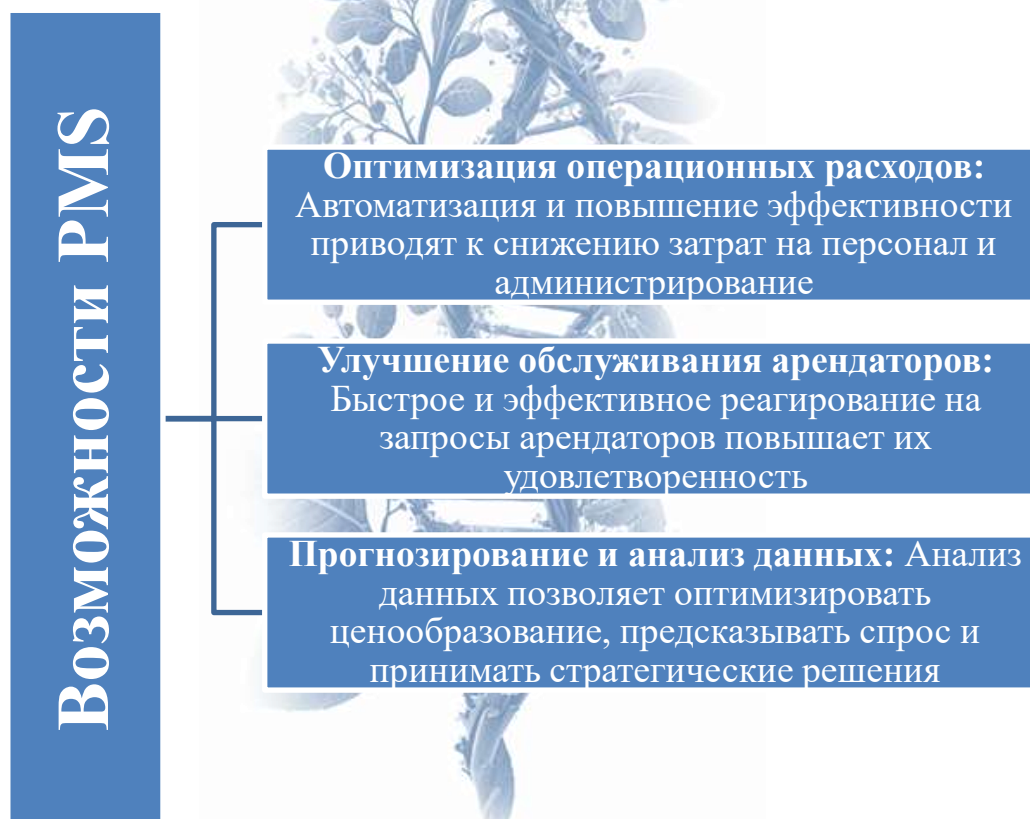 Возможности PMS
Оптимизация операционных расходов:
Автоматизация и повышение эффективности
приводят к снижению затрат на персонал и
администрирование
Улучшение обслуживания арендаторов:
Быстрое и эффективное реагирование на
запросы арендаторов повышает их
удовлетворенность
Прогнозирование и анализ данных: Анализ
данных позволяет оптимизировать
ценообразование, предсказывать спрос и
принимать стратегические решения